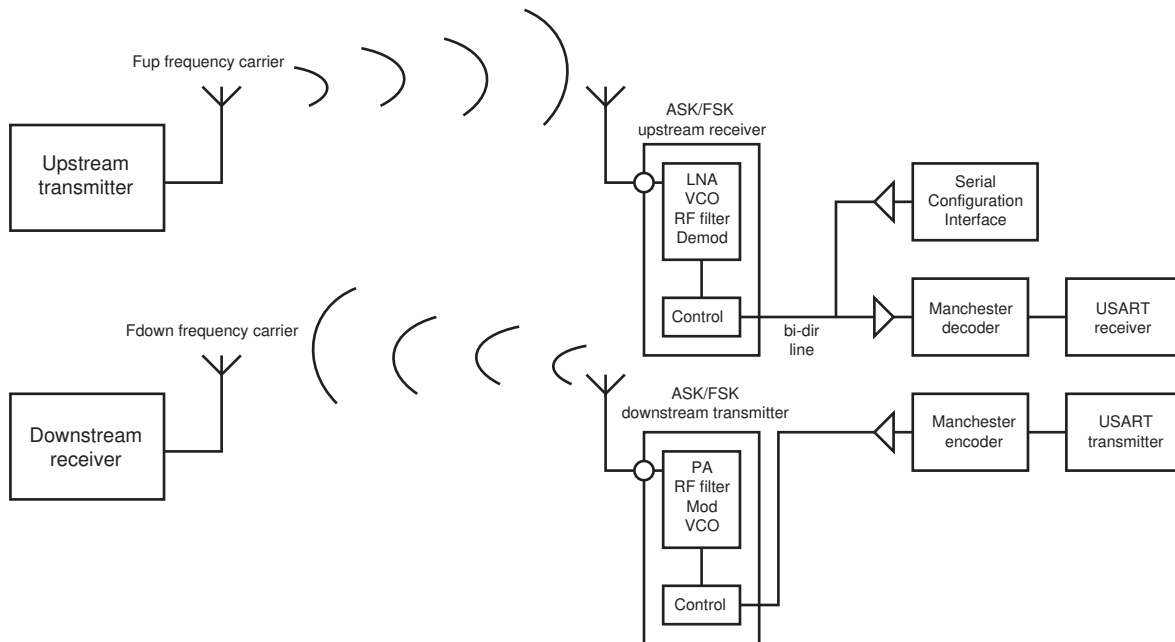 Fup frequency carrier
Upstream
transmitter
ASK/FSK
upstream receiver
LNA
VCO
RF filter
Demod
Control
bi-dir
line
Serial
Configuration
Interface
Manchester
decoder
USART
receiver
Fdown frequency carrier
Downstream
receiver
ASK/FSK
downstream transmitter
PA
RF filter
Mod
VCO
Control
Manchester
encoder
USART
transmitter